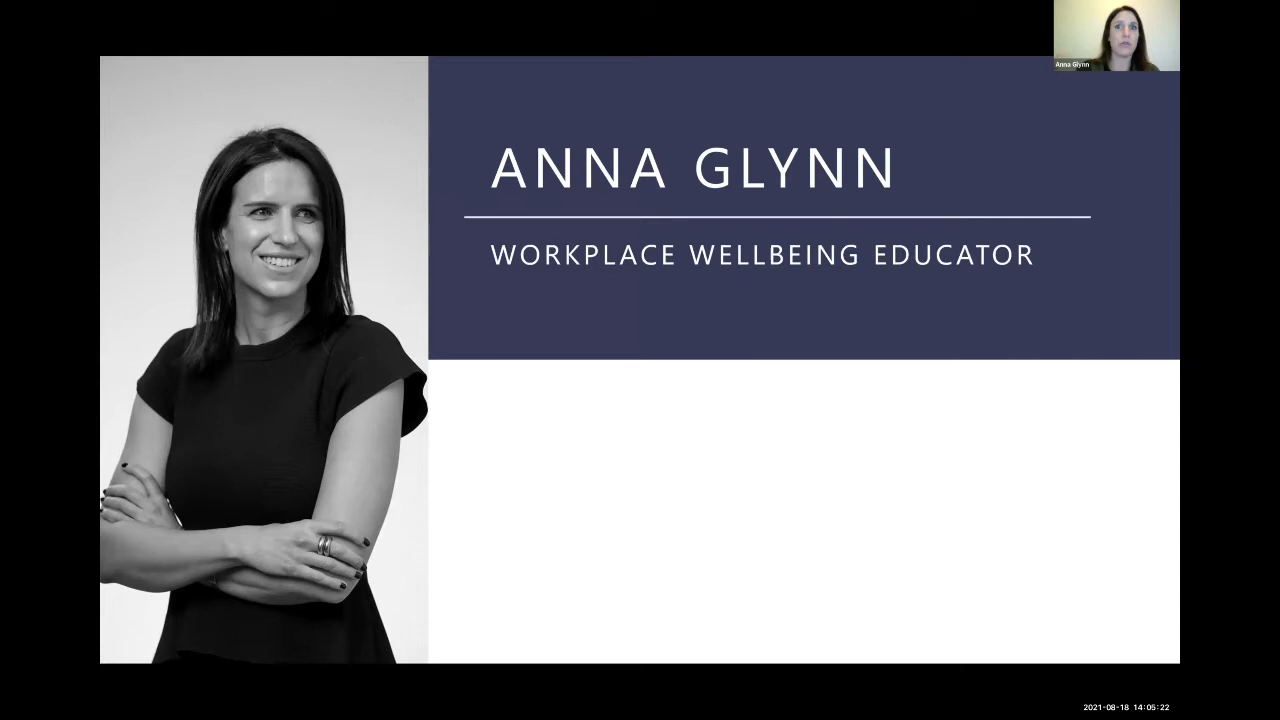 Anna Glynn
ANNA GLYNN
WORKPLACE WELLBEING EDUCATOR
2021-08-18 14:05:22